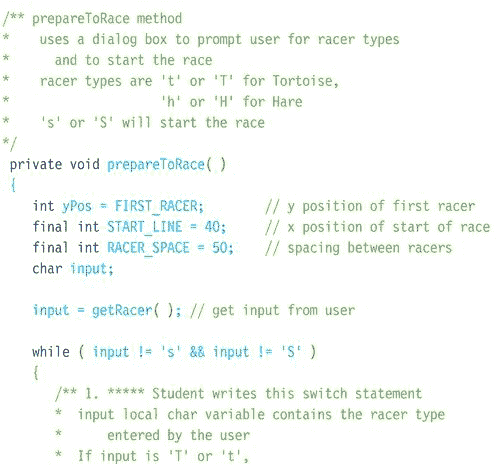 /** prepareToRace method
*    uses a dialog box to prompt user for racer types
*      and to start the race
*    racer types are 't' or 'T' for Tortoise,
*                    'h' or 'H' for Hare
*    's' or 'S' will start the race
*/
private void prepareToRace( )
{
   int yPos = FIRST_RACER;        // y position of first racer
   final int START_LINE = 40;     // x position of start of race
   final int RACER_SPACE = 50;    // spacing between racers
   char input;
   input = getRacer( ); // get input from user
   while ( input != 's' && input != 'S' )
   {
      /** 1. ***** Student writes this switch statement
      *  input local char variable contains the racer type
      *     entered by the user
      *  If input is 'T' or 't',